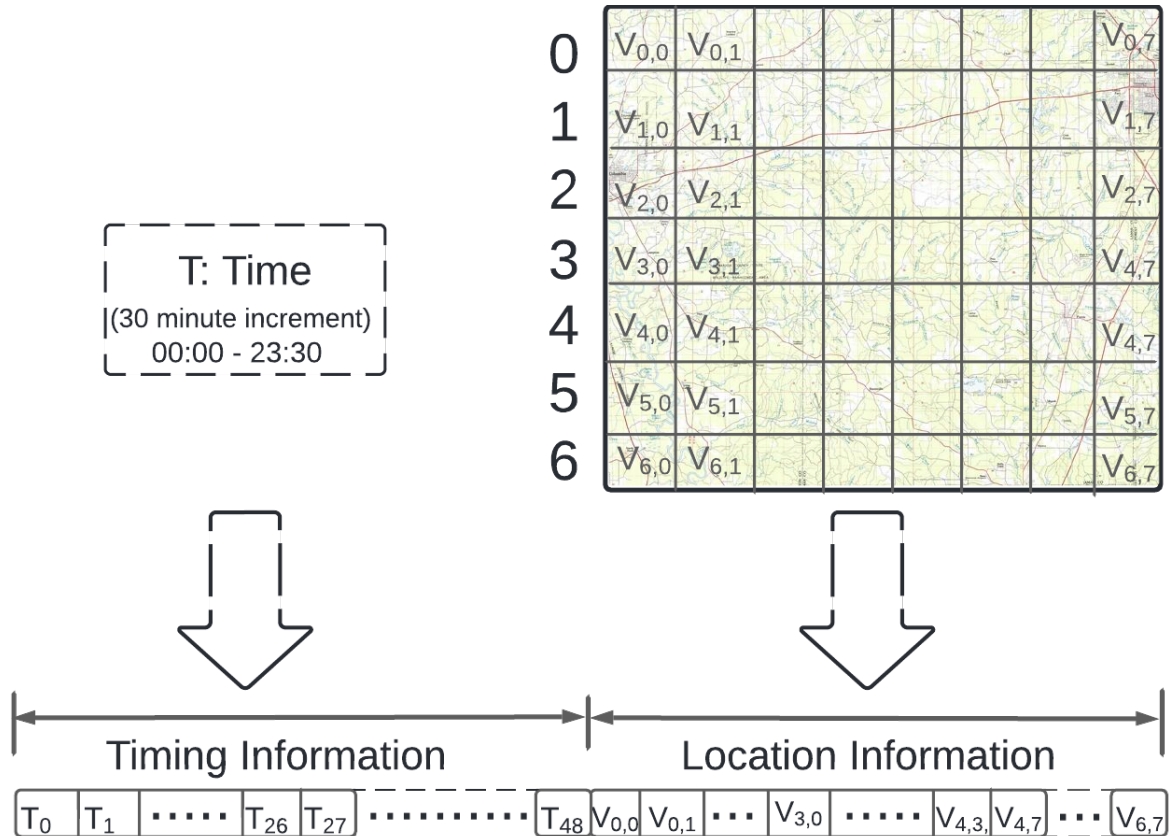 0 V0,0 V0,1 V0,7
1 V1,0 V1,1 V1,7
2 V2,0 V2,1 V2,7
T: Time
(30 minute increment)
00:00 - 23:30
3 V3,0 V3,1 V4,7
4 V4,0 V4,1 V4,7
5 V5,0 V5,1 V5,7
6 V6,0 V6,1 V6,7
Timing Information Location Information
T0 T1 ..... T26 T27 ........... T48 V0,0 V0,1 ... V3,0 ..... V4,3, V4,7 ... V6,7